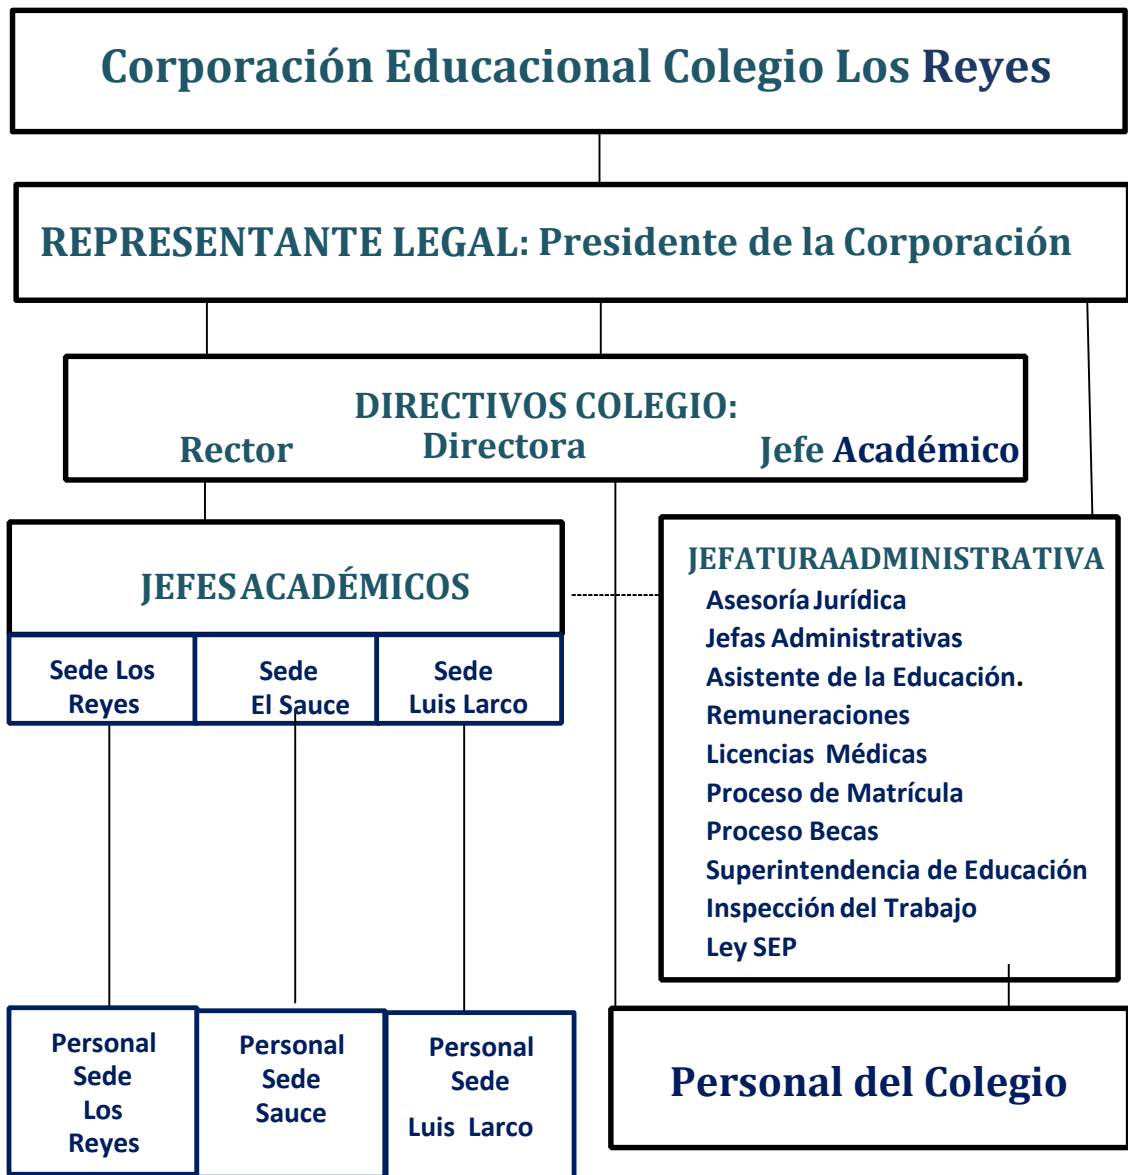 Corporación Educacional Colegio Los Reyes
REPRESENTANTE LEGAL: Presidente de la Corporación
DIRECTIVOS COLEGIO:
Rector Directora Jefe Académico
JEFES ACADÉMICOS
Sede Los
Reyes
Sede
El Sauce
Sede
Luis Larco
JEFATURAADMINISTRATIVA
Asesoría Jurídica
Jefas Administrativas
Asistente de la Educación.
Remuneraciones
Licencias Médicas
Proceso de Matrícula
Proceso Becas
Superintendencia de Educación
Inspección del Trabajo
Ley SEP
Personal
Sede
Los
Reyes
Personal
Sede
Sauce
Personal
Sede
Luis Larco
Personal del Colegio